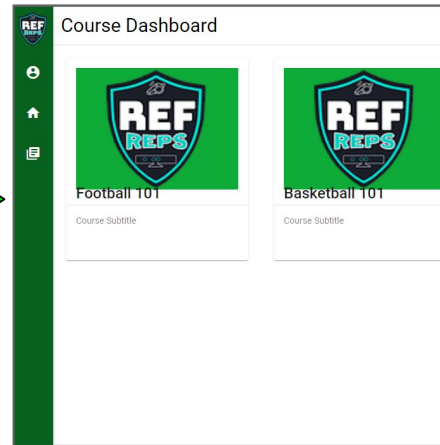 REF
REPS
Course Dashboard
REF
REPS
Football 101
Course Subtitle
REF
REPS
Basketball 101
Course Subtitle